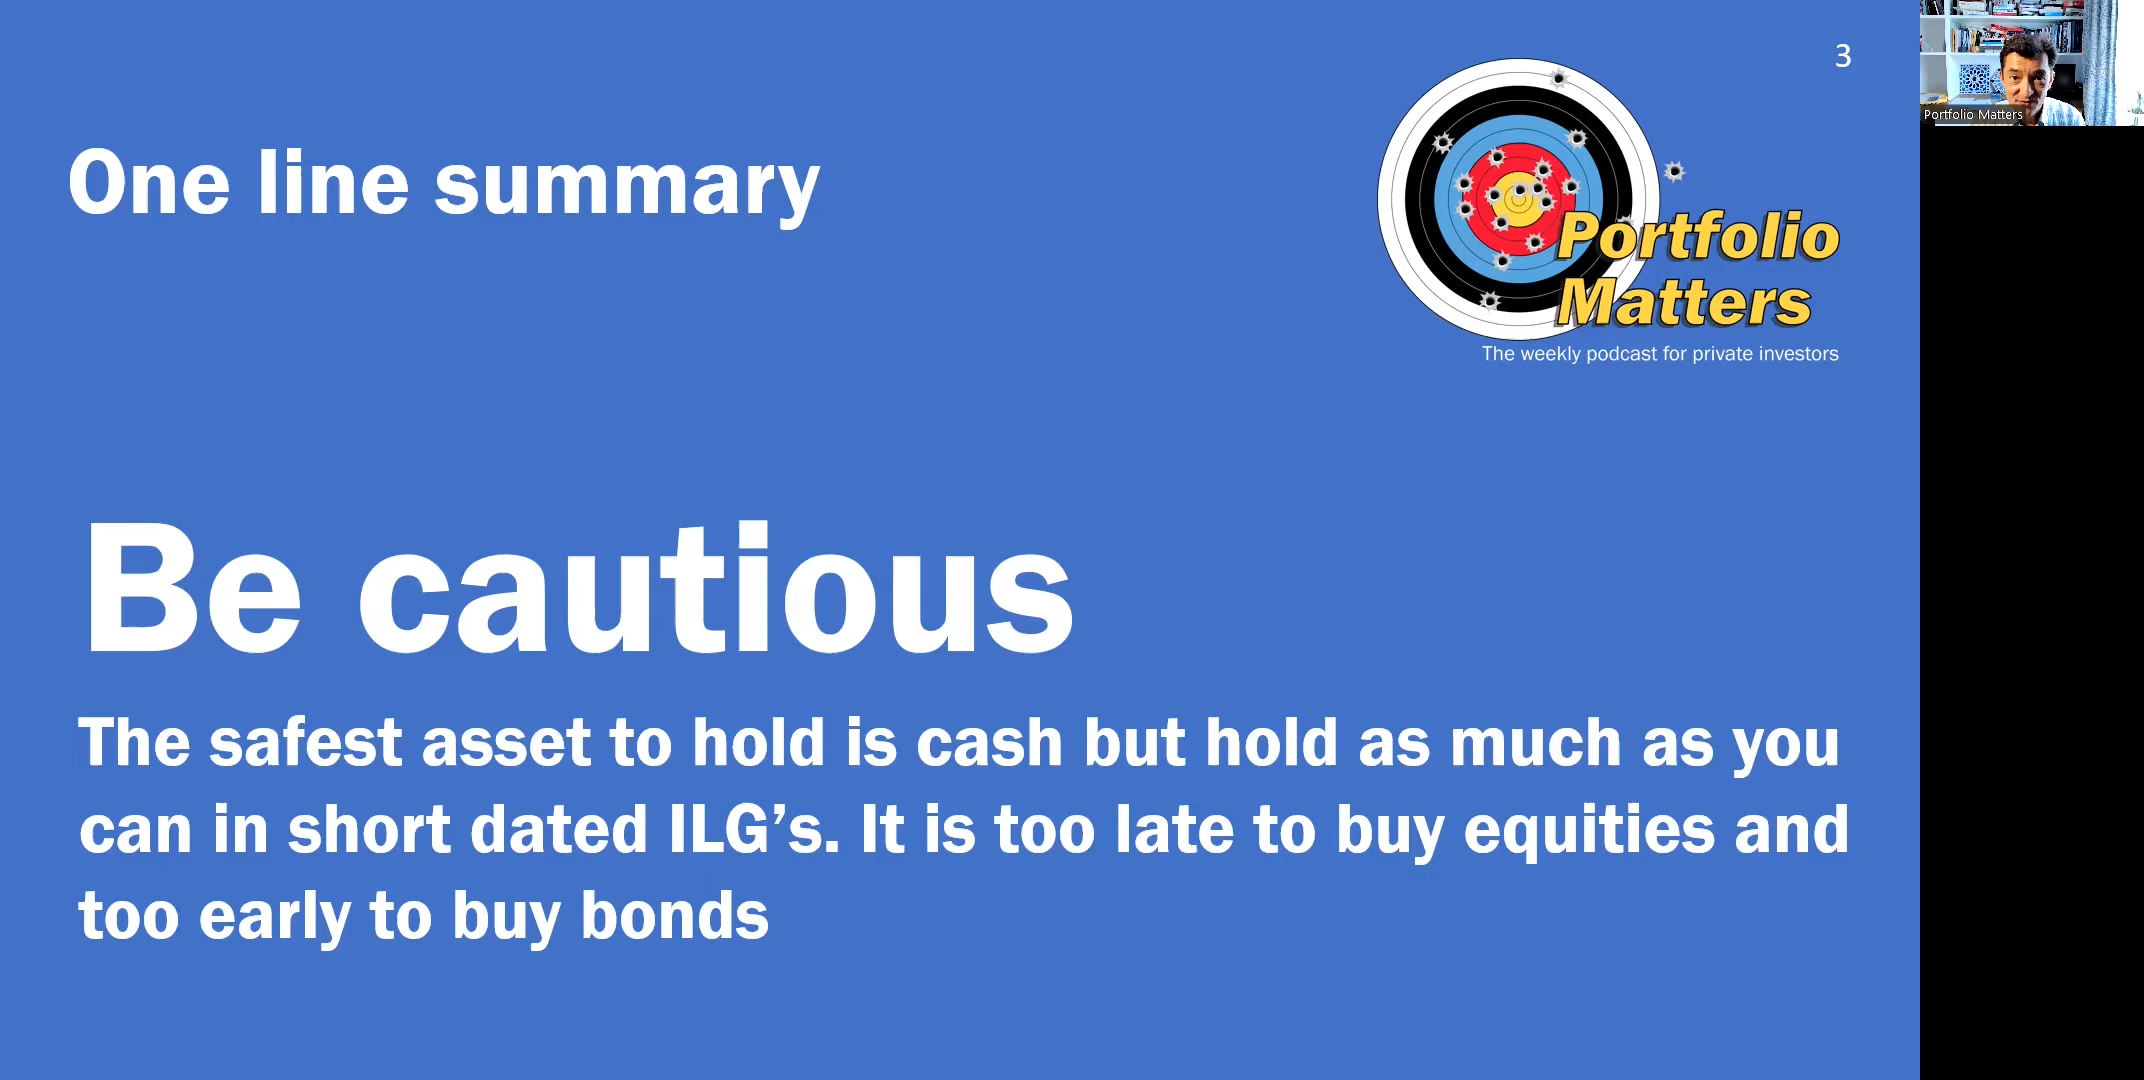 3
One line summary
Portfolio
Matters
The weekly podcast for private investors
Portfolio Matters
Be cautious
The safest asset to hold is cash but hold as much as you
can in short dated ILG’s. It is too late to buy equities and
too early to buy bonds